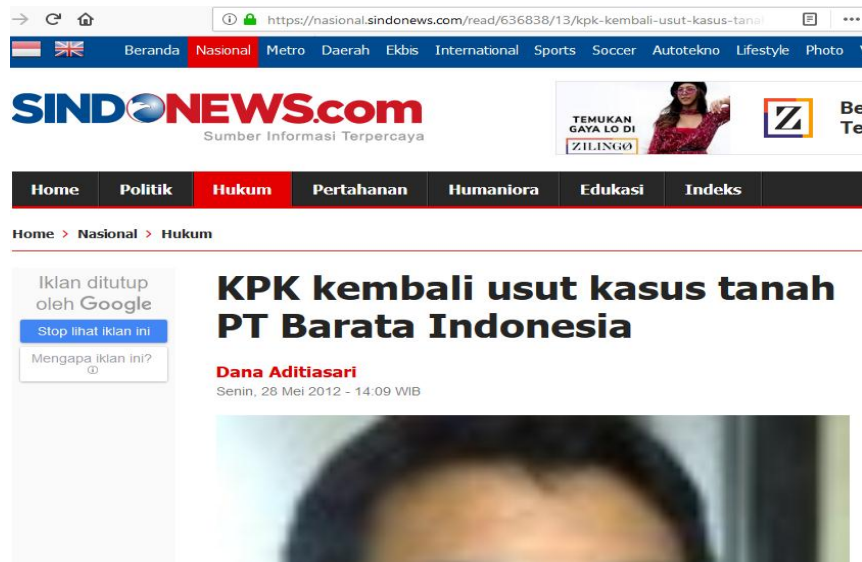 https://nasional.sindonews.com/read/636838/13/kpk-kembali-usut-kasus-tana
Beranda Nasional Metro Daerah Ekbis International Sports Soccer Autotekno Lifestyle Photo
SINDONEWS.com
Sumber Informasi Terpercaya
TEMUKAN
GAYA LO DI
ZILINGO
Z
Be
Te
Home Politik Hukum Pertahanan Humaniora Edukasi Indeks
Home > Nasional > Hukum
Iklan ditutup
oleh Google
Stop lihat iklan ini
Mengapa iklan ini?
KPK kembali usut kasus tanah
PT Barata Indonesia
Dana Aditiasari
Senin, 28 Mei 2012 - 14:09 WIB